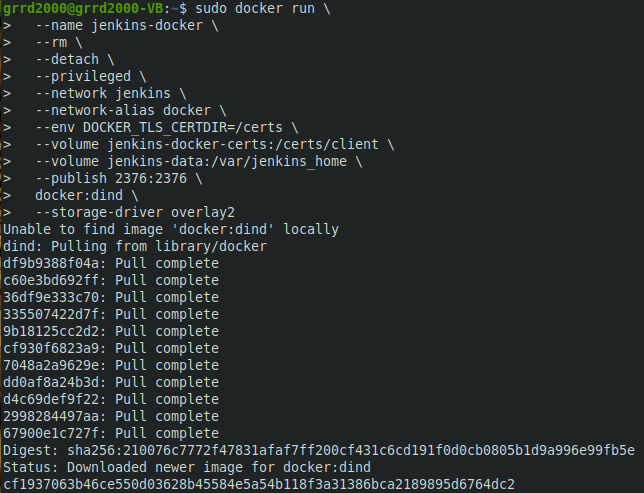 grrd2000@grrd2000-VB:~$ sudo docker run \
>   --name jenkins-docker \
>   --rm \
>   --detach \
>   --privileged \
>   --network jenkins \
>   --network-alias docker \
>   --env DOCKER_TLS_CERTDIR=/certs \
>   --volume jenkins-docker-certs:/certs/client \
>   --volume jenkins-data:/var/jenkins_home \
>   --publish 2376:2376 \
>   docker:dind \
>   --storage-driver overlay2
Unable to find image 'docker:dind' locally
dind: Pulling from library/docker
df9b9388f04a: Pull complete
c60e3bd692ff: Pull complete
36df9e333c70: Pull complete
335507422d7f: Pull complete
9b18125cc2d2: Pull complete
cf930f6823a9: Pull complete
7048a2a9629e: Pull complete
dd0af8a24b3d: Pull complete
d4c69def9f22: Pull complete
2998284497aa: Pull complete
67900e1c727f: Pull complete
Digest: sha256:210076c7772f47831afaf7ff200cf431c6cd191f0d0cb0805b1d9a996e99fb5e
Status: Downloaded newer image for docker:dind
cf1937063b46ce550d03628b45584e5a54b118f3a31386bca2189895d6764dc2